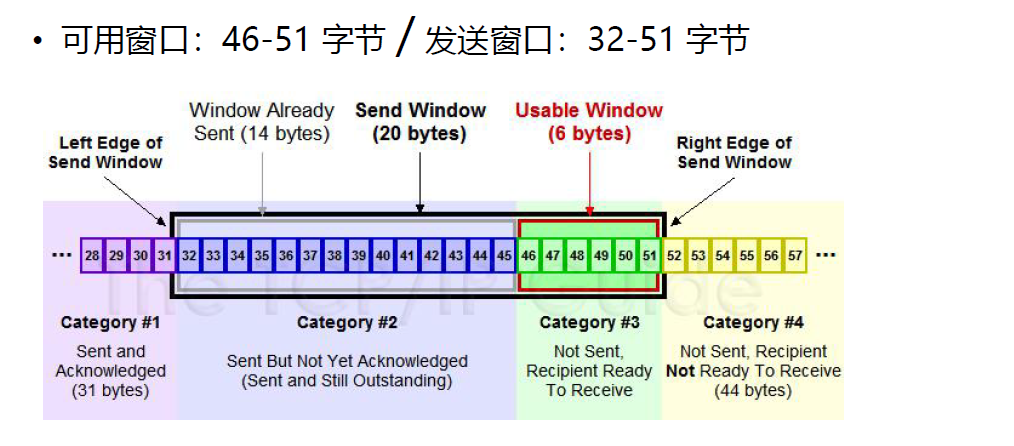 • 可用窗口：46-51 字节 / 发送窗口：32-51 字节
Window Already
Sent (14 bytes)
Send Window
(20 bytes)
Usable Window
(6 bytes)
Left Edge of
Send Window
Right Edge of
Send Window
... 28 29 30 31 32 33 34 35 36 37 38 39 40 41 42 43 44 45 46 47 48 49 50 51 52 53 54 55 56 57 ...
The TCP/IP Guide
Category #1
Sent and
Acknowledged
(31 bytes)
Category #2
Sent But Not Yet Acknowledged
(Sent and Still Outstanding)
Category #3
Not Sent,
Recipient Ready
To Receive
Category #4
Not Sent, Recipient
Not Ready To Receive
(44 bytes)